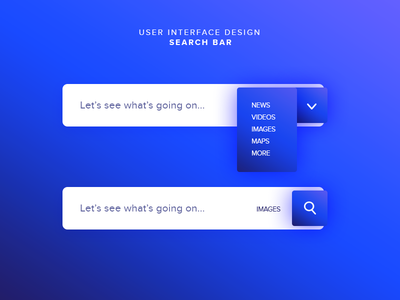 USER INTERFACE DESIGN
SEARCH BAR
Let's see what's going on...
NEWS
VIDEOS
IMAGES
MAPS
MORE
Let's see what's going on...
IMAGES